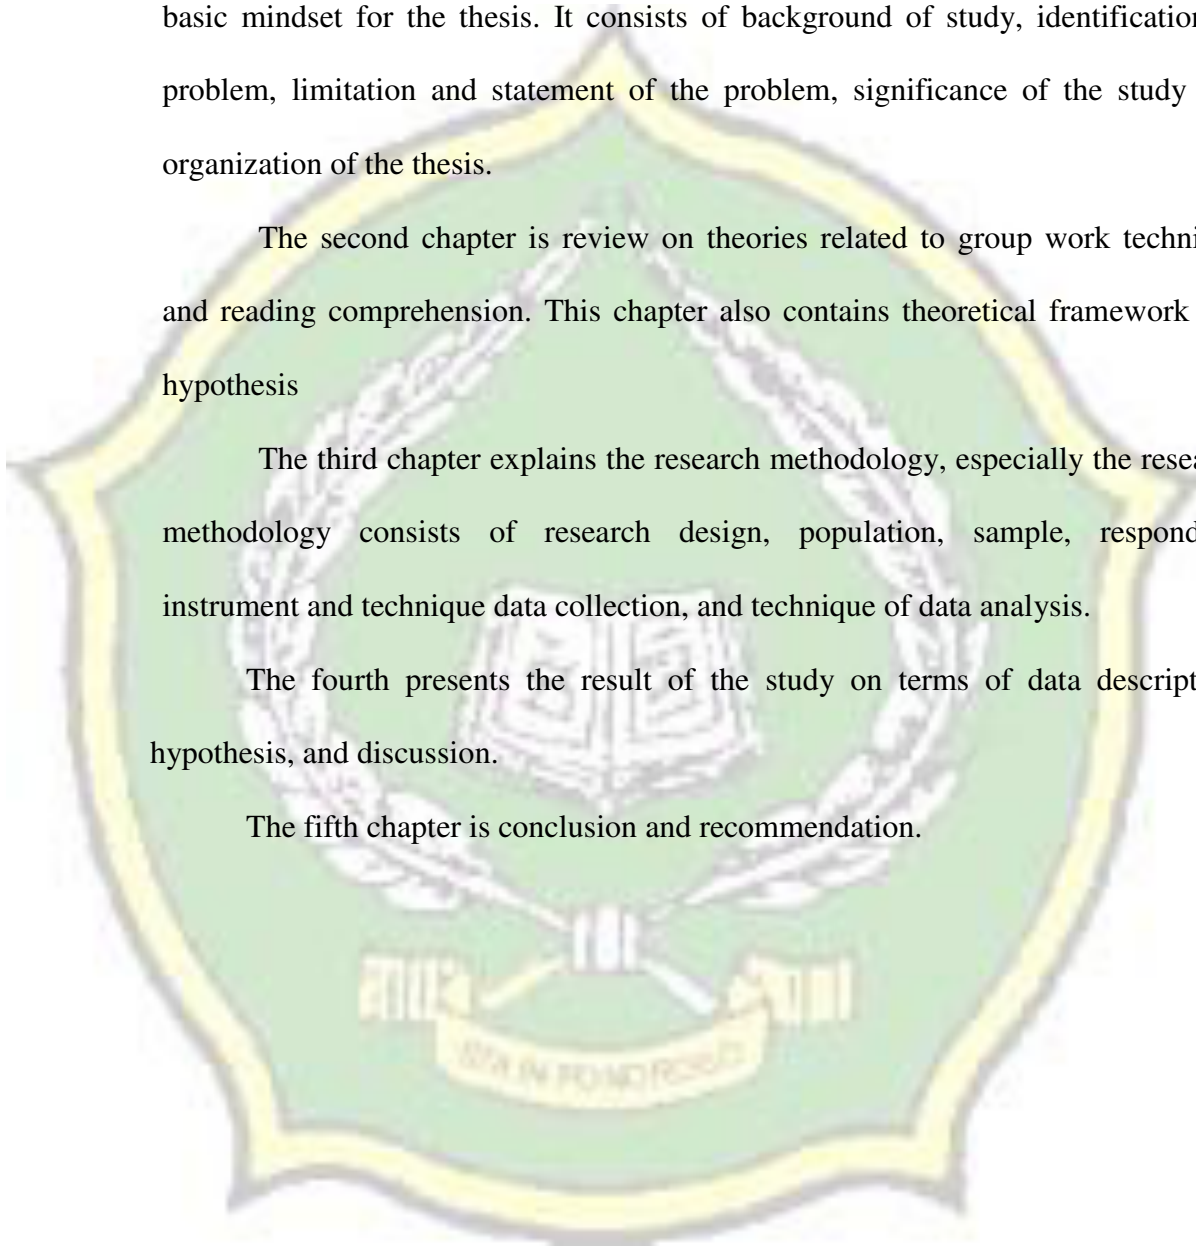 basic mindset for the thesis. It consists of background of study, identification
problem, limitation and statement of the problem, significance of the study
organization of the thesis.
The second chapter is review on theories related to group work techni
and reading comprehension. This chapter also contains theoretical framework
hypothesis
The third chapter explains the research methodology, especially the resea
methodology consists of research design, population, sample, respond
instrument and technique data collection, and technique of data analysis.
The fourth presents the result of the study on terms of data descript
hypothesis, and discussion.
The fifth chapter is conclusion and recommendation.
STAIN PONOROGO